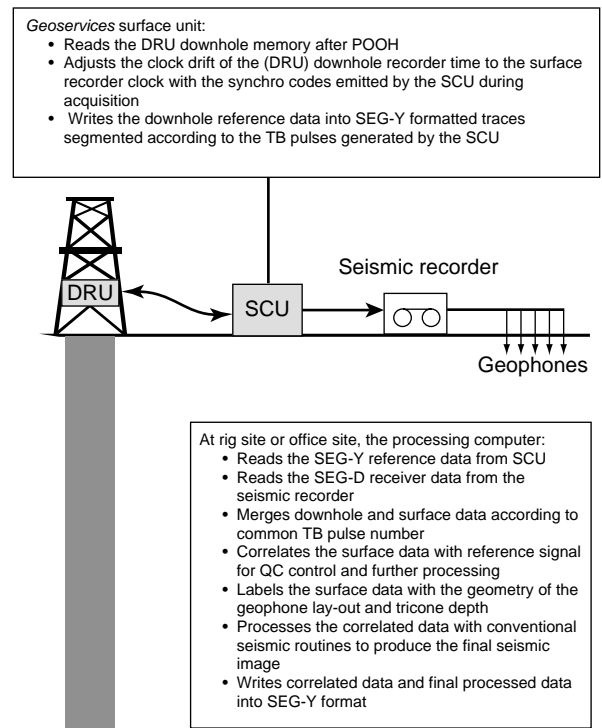 Geoservices surface unit:
• Reads the DRU downhole memory after POOH
• Adjusts the clock drift of the (DRU) downhole recorder time to the surface
recorder clock with the synchro codes emitted by the SCU during
acquisition
• Writes the downhole reference data into SEG-Y formatted traces
segmented according to the TB pulses generated by the SCU
Seismic recorder
DRU
SCU
Geophones
At rig site or office site, the processing computer:
• Reads the SEG-Y reference data from SCU
• Reads the SEG-D receiver data from the
seismic recorder
• Merges downhole and surface data according to
common TB pulse number
• Correlates the surface data with reference signal
for QC control and further processing
• Labels the surface data with the geometry of the
geophone lay-out and tricone depth
• Processes the correlated data with conventional
seismic routines to produce the final seismic
image
• Writes correlated data and final processed data
into SEG-Y format